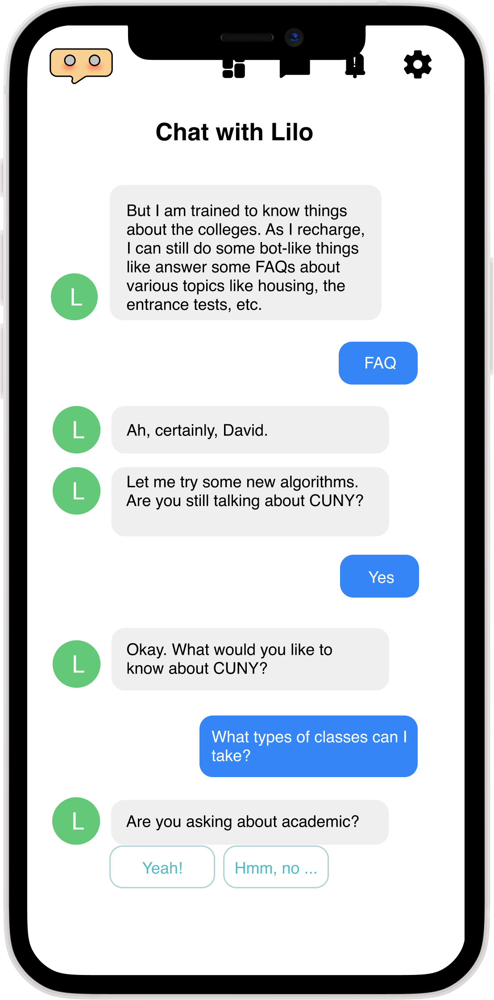 !
Chat with Lilo
But I am trained to know things
about the colleges. As I recharge,
I can still do some bot-like things
like answer some FAQs about
various topics like housing, the
entrance tests, etc.
L
FAQ
L
Ah, certainly, David.
L
Let me try some new algorithms.
Are you still talking about CUNY?
Yes
L
Okay. What would you like to
know about CUNY?
What types of classes can I
take?
L
Are you asking about academic?
Yeah!
Hmm, no ...